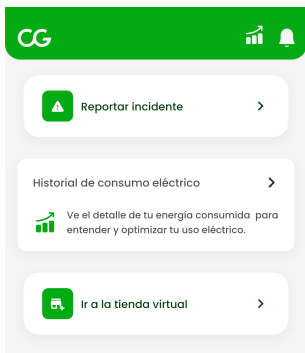 CG
Reportar incidente
Historial de consumo eléctrico
Ve el detalle de tu energía consumida para
entender y optimizar tu uso eléctrico.
Ir a la tienda virtual